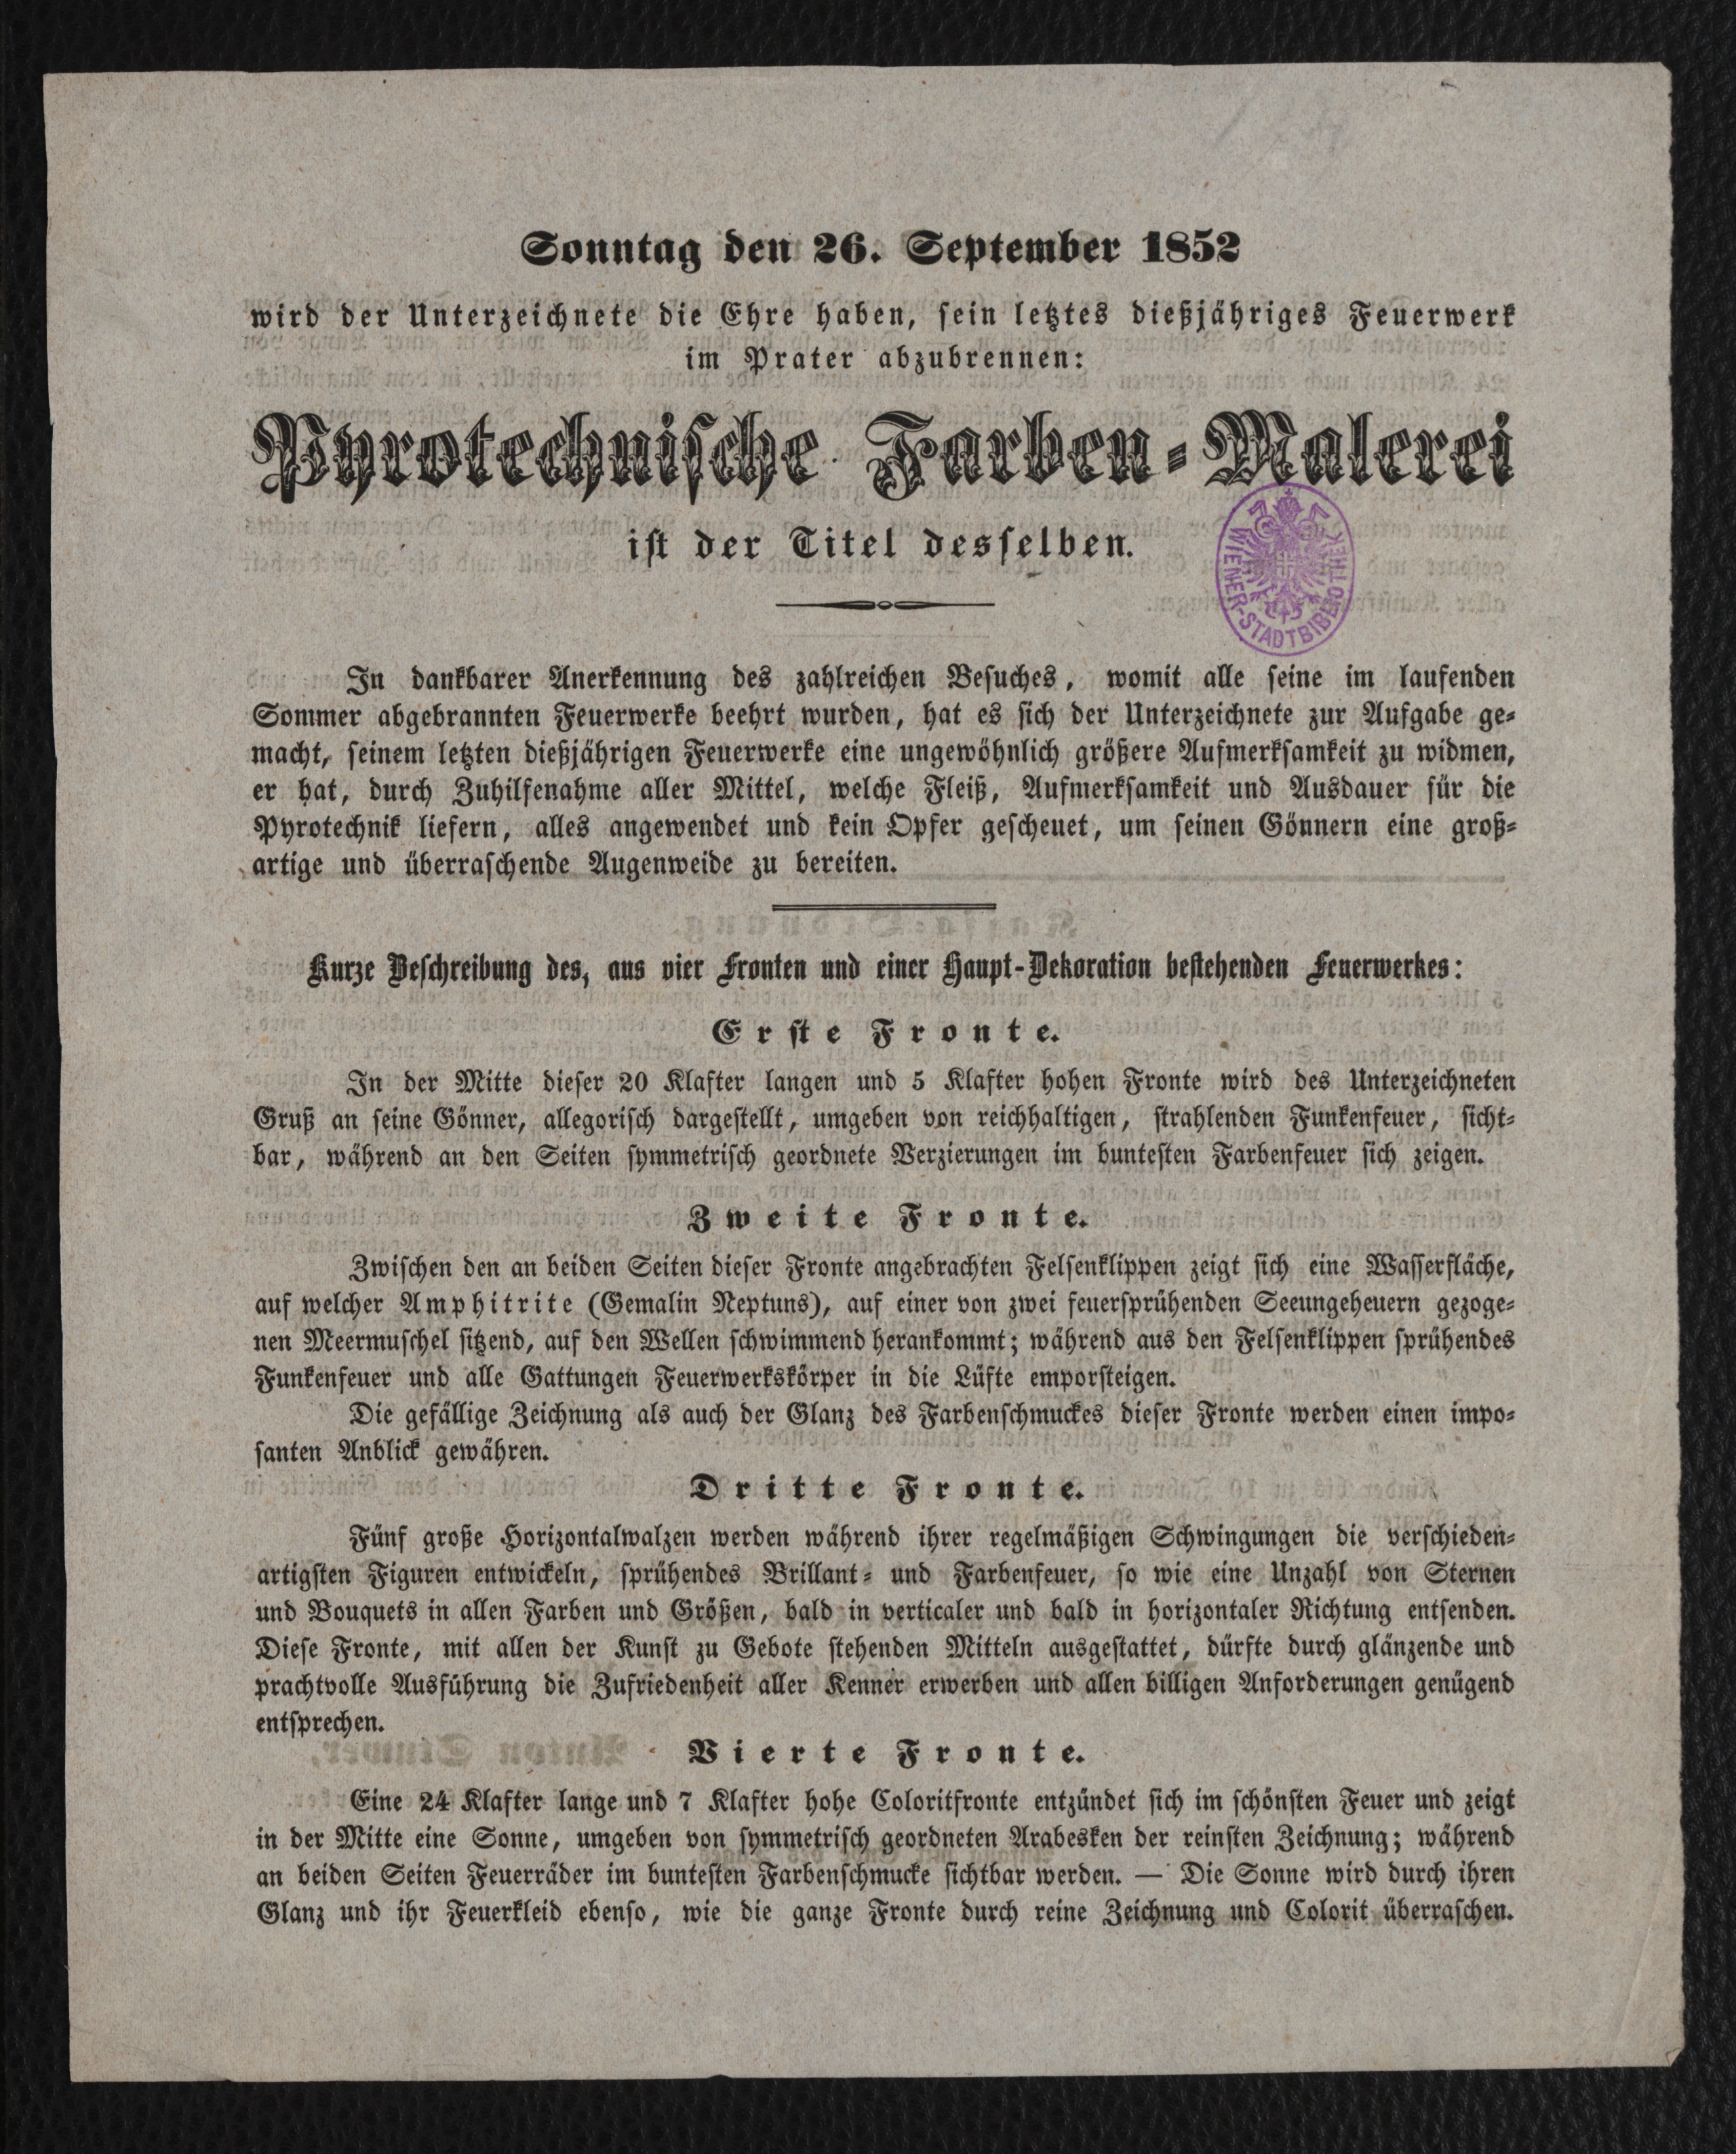 Sonntag den 26. September 1852
wird der Unterzeichnete die Ehre haben, sein letztes dießjähriges Feuerwerk
im Prater abzubrennen:
Pyrotechnische Farben-Malerei
ist der Titel desselben.
WIENER-STADTBIBLIOTHEK
In dankbarer Anerkennung des zahlreichen Besuches, womit alle seine im laufenden
Sommer abgebrannten Feuerwerke beehrt wurden, hat es sich der Unterzeichnete zur Aufgabe ge-
macht, seinem letzten dießjährigen Feuerwerke eine ungewöhnlich größere Aufmerksamkeit zu widmen,
er hat, durch Zuhilfenahme aller Mittel, welche Fleiß, Aufmerksamkeit und Ausdauer für die
Pyrotechnik liefern, alles angewendet und kein Opfer gescheuet, um seinen Gönnern eine groß-
artige und überraschende Augenweide zu bereiten.
Kurze Beschreibung des, aus vier Fronten und einer Haupt-Dekoration bestehenden Feuerwerkes:
Erste Fronte.
In der Mitte dieser 20 Klafter langen und 5 Klafter hohen Fronte wird des Unterzeichneten
Gruß an seine Gönner, allegorisch dargestellt, umgeben von reichhaltigen, strahlenden Funkenfeuer, sicht-
bar, während an den Seiten symmetrisch geordnete Verzierungen im buntesten Farbenfeuer sich zeigen.
Zweite Fronte.
Zwischen den an beiden Seiten dieser Fronte angebrachten Felsenklippen zeigt sich eine Wasserfläche,
auf welcher Amphitrite (Gemalin Neptuns), auf einer von zwei feuersprühenden Seeungeheuern gezoge-
nen Meermuschel sitzend, auf den Wellen schwimmend herankommt; während aus den Felsenklippen sprühendes
Funkenfeuer und alle Gattungen Feuerwerkskörper in die Lüfte emporsteigen.
Die gefällige Zeichnung als auch der Glanz des Farbenschmuckes dieser Fronte werden einen impo-
santen Anblick gewähren.
Dritte Fronte.
Fünf große Horizontalwalzen werden während ihrer regelmäßigen Schwingungen die verschieden-
artigsten Figuren entwickeln, sprühendes Brillant- und Farbenfeuer, so wie eine Unzahl von Sternen
und Bouquets in allen Farben und Größen, bald in verticaler und bald in horizontaler Richtung entsenden.
Diese Fronte, mit allen der Kunst zu Gebote stehenden Mitteln ausgestattet, dürfte durch glänzende und
prachtvolle Ausführung die Zufriedenheit aller Kenner erwerben und allen billigen Anforderungen genügend
entsprechen.
Vierte Fronte.
Eine 24 Klafter lange und 7 Klafter hohe Coloritfronte entzündet sich im schönsten Feuer und zeigt
in der Mitte eine Sonne, umgeben von symmetrisch geordneten Arabesken der reinsten Zeichnung; während
an beiden Seiten Feuerräder im buntesten Farbenschmucke sichtbar werden. — Die Sonne wird durch ihren
Glanz und ihr Feuerkleid ebenso, wie die ganze Fronte durch reine Zeichnung und Colorit überraschen.